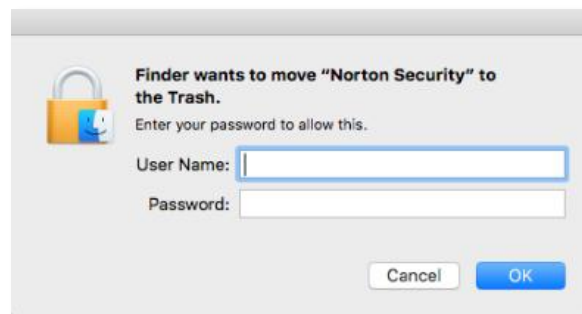 Finder wants to move “Norton Security” to
the Trash.
Enter your password to allow this.
User Name:
Password:
Cancel OK